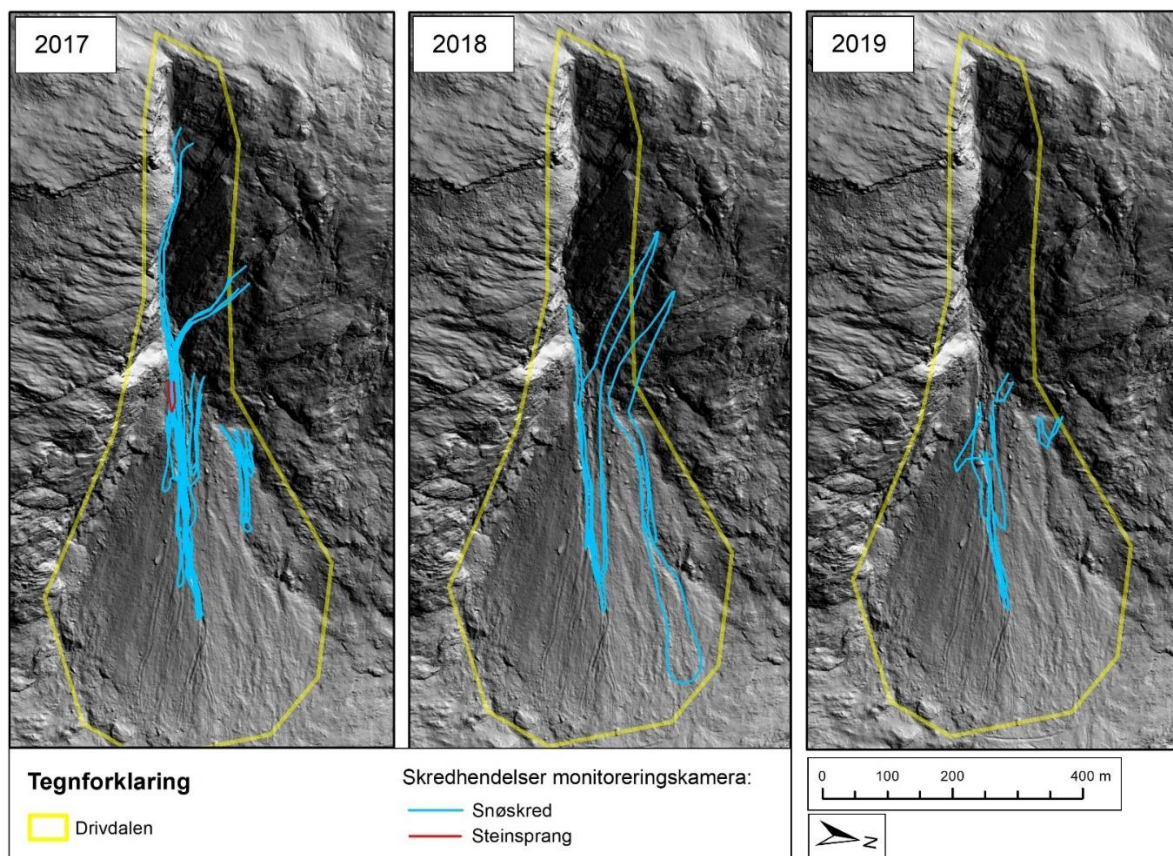 2017
2018
2019
Tegnforklaring
Drivdalen
Skredhendelser monitoreringskamera:
Snøskred
Steinsprang
0 100 200 400 m
N